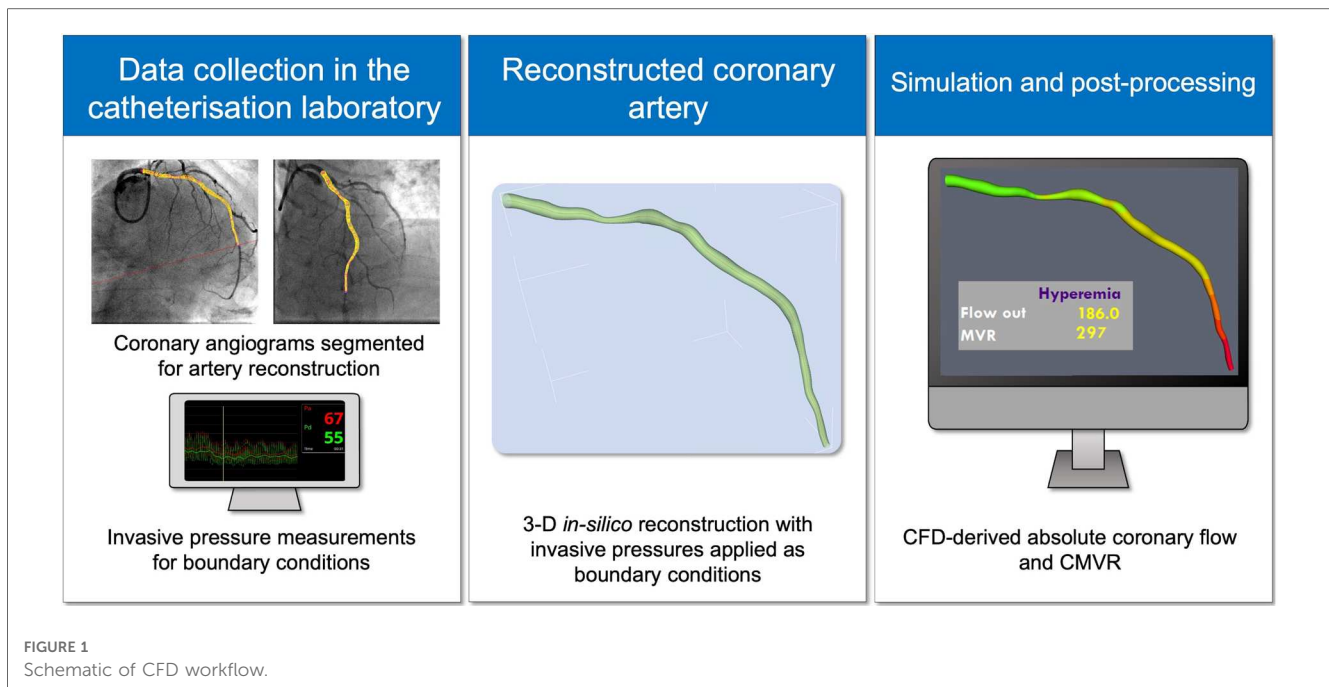 Data collection in the
catheterisation laboratory
Coronary angiograms segmented
for artery reconstruction
Pa
67
Pd
55
Invasive pressure measurements
for boundary conditions
Reconstructed coronary
artery
3-D in-silico reconstruction with
invasive pressures applied as
boundary conditions
Simulation and post-processing
Hyperemia
Flow out 186.0
MVR 297
CFD-derived absolute coronary flow
and CMVR
FIGURE 1
Schematic of CFD workflow.